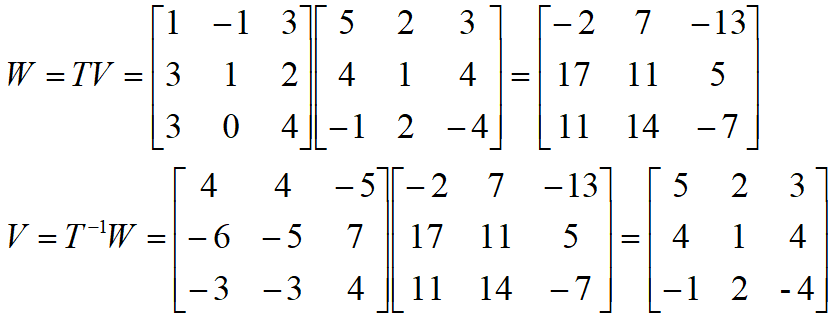 1 -1 3 5 2 3 -2 7 -13
W = TV = 3 1 2 4 1 4 = 17 11 5
3 0 4 -1 2 -4 11 14 -7
4 4 -5 -2 7 -13 5 2 3
V = T⁻¹W = -6 -5 7 17 11 5 = 4 1 4
-3 -3 4 11 14 -7 -1 2 -4